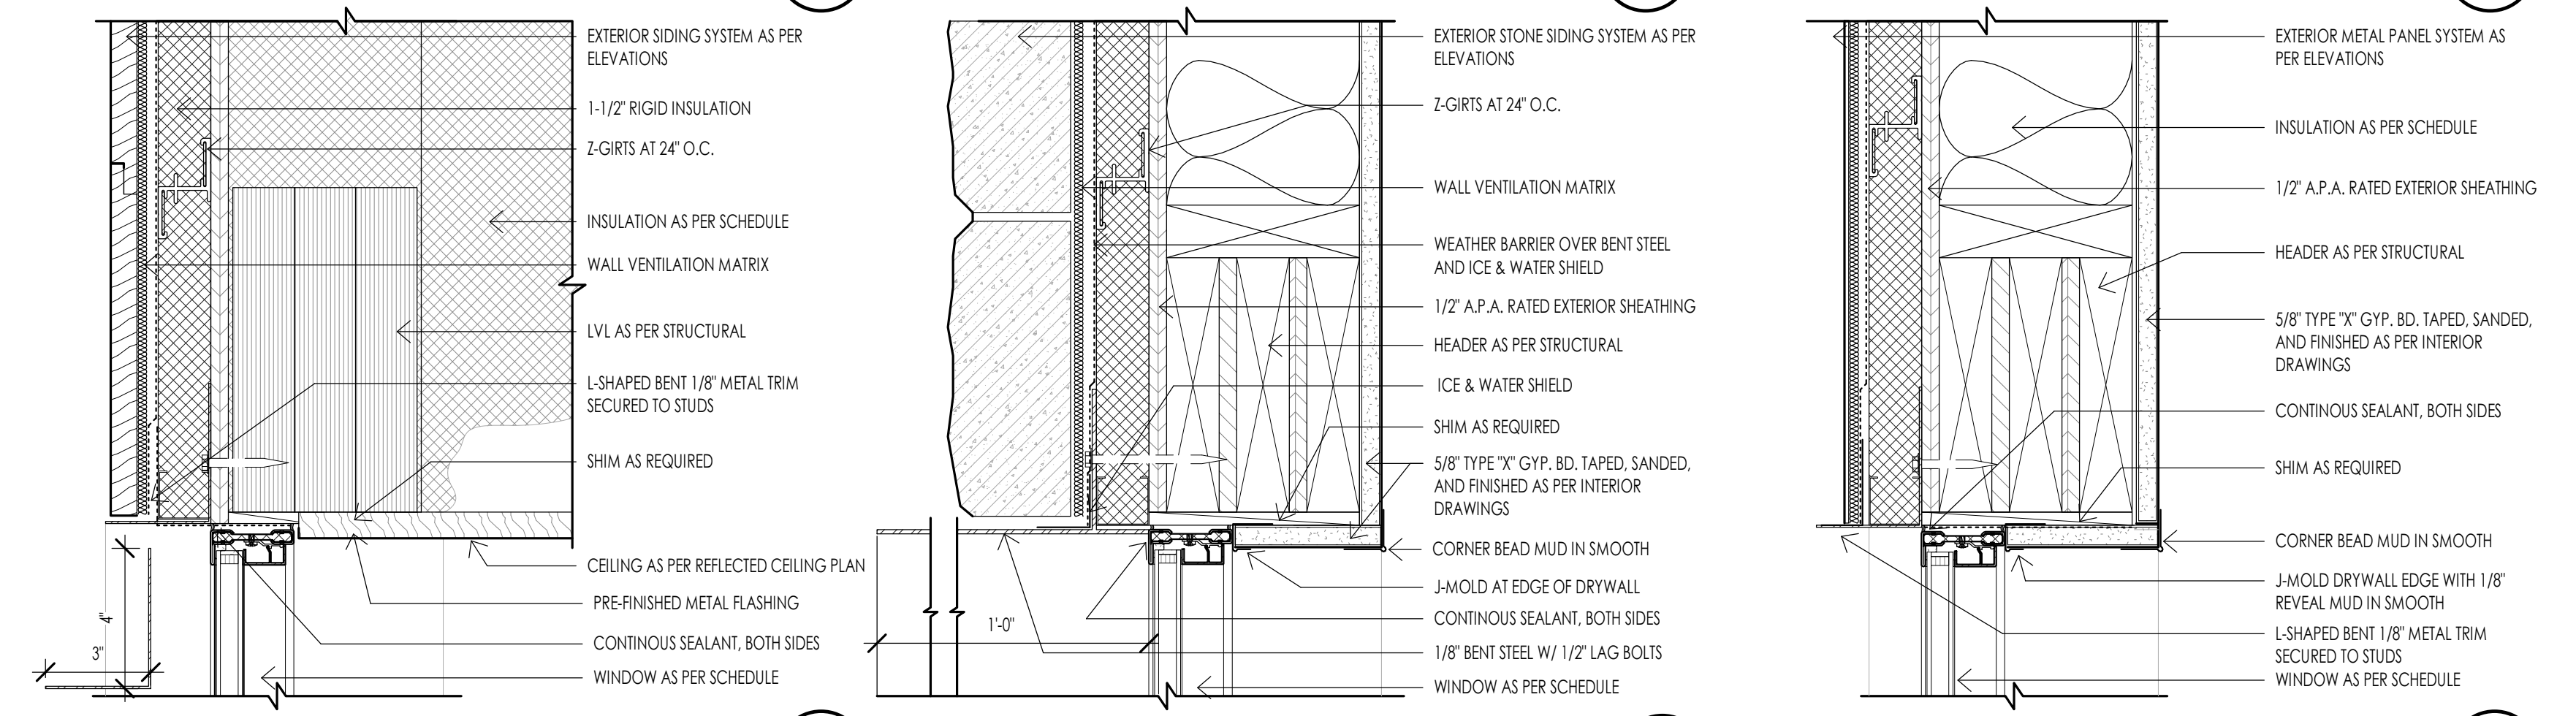 EXTERIOR SIDING SYSTEM AS PER
ELEVATIONS
1-1/2" RIGID INSULATION
Z-GIRTS AT 24" O.C.
INSULATION AS PER SCHEDULE
WALL VENTILATION MATRIX
LVL AS PER STRUCTURAL
L-SHAPED BENT 1/8" METAL TRIM
SECURED TO STUDS
SHIM AS REQUIRED
CEILING AS PER REFLECTED CEILING PLAN
PRE-FINISHED METAL FLASHING
CONTINOUS SEALANT, BOTH SIDES
WINDOW AS PER SCHEDULE
4"
3"
EXTERIOR STONE SIDING SYSTEM AS PER
ELEVATIONS
Z-GIRTS AT 24" O.C.
WALL VENTILATION MATRIX
WEATHER BARRIER OVER BENT STEEL
AND ICE & WATER SHIELD
1/2" A.P.A. RATED EXTERIOR SHEATHING
HEADER AS PER STRUCTURAL
ICE & WATER SHIELD
SHIM AS REQUIRED
5/8" TYPE "X" GYP. BD. TAPED, SANDED,
AND FINISHED AS PER INTERIOR
DRAWINGS
CORNER BEAD MUD IN SMOOTH
J-MOLD AT EDGE OF DRYWALL
CONTINOUS SEALANT, BOTH SIDES
1/8" BENT STEEL W/ 1/2" LAG BOLTS
WINDOW AS PER SCHEDULE
1'-0"
EXTERIOR METAL PANEL SYSTEM AS
PER ELEVATIONS
INSULATION AS PER SCHEDULE
1/2" A.P.A. RATED EXTERIOR SHEATHING
HEADER AS PER STRUCTURAL
5/8" TYPE "X" GYP. BD. TAPED, SANDED,
AND FINISHED AS PER INTERIOR
DRAWINGS
CONTINOUS SEALANT, BOTH SIDES
SHIM AS REQUIRED
CORNER BEAD MUD IN SMOOTH
J-MOLD DRYWALL EDGE WITH 1/8"
REVEAL MUD IN SMOOTH
L-SHAPED BENT 1/8" METAL TRIM
SECURED TO STUDS
WINDOW AS PER SCHEDULE